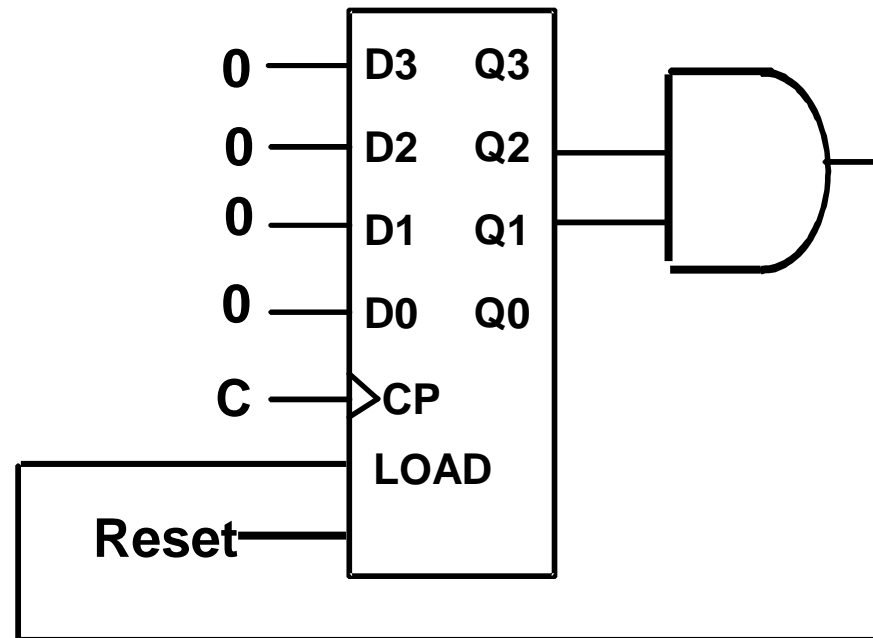 0 D3 Q3
0 D2 Q2
0 D1 Q1
0 D0 Q0
C CP
LOAD
Reset